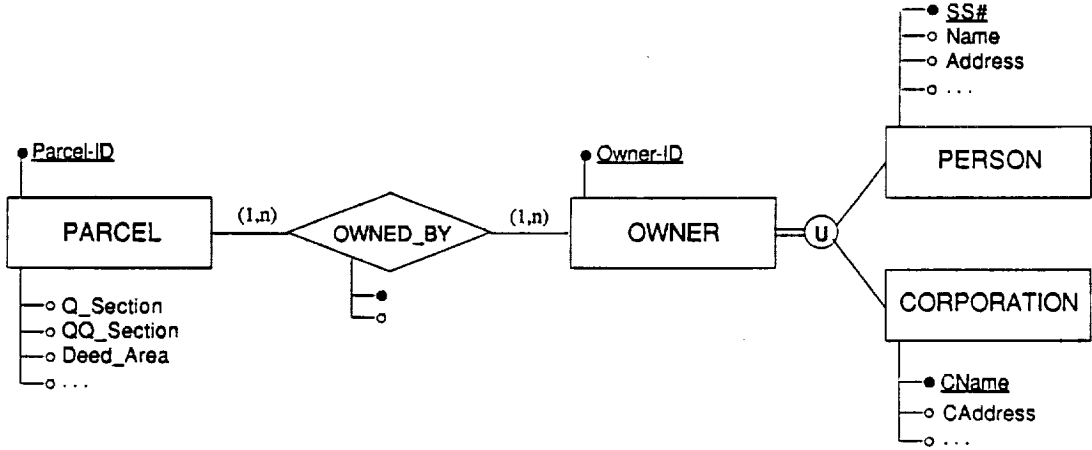 SS#
Name
Address
...
PERSON
Parcel-ID
PARCEL
Q_Section
QQ_Section
Deed_Area
...
(1,n)
OWNED_BY
(1,n)
Owner-ID
OWNER
U
CORPORATION
CName
CAddress
...